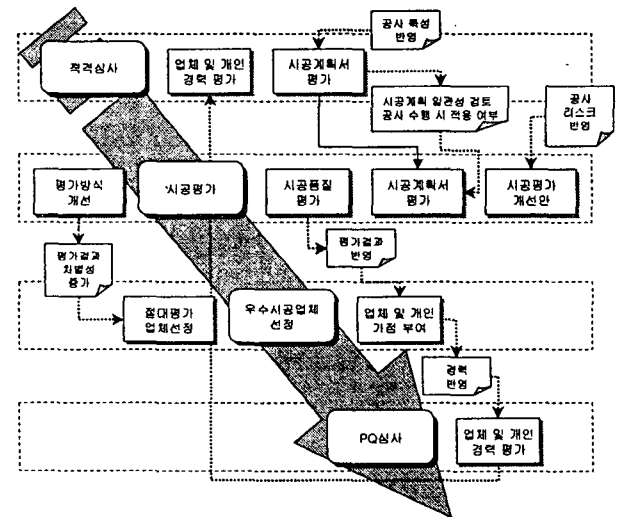 공사 특성
반영
적격심사
업체 및 개인
경력 평가
시공계획서
평가
시공계획 일관성 검토
공사 수행 시 적용 여부
공사
리스크
반영
평가방식
개선
시공평가
시공품질
평가
시공계획서
평가
시공평가
개선안
평가결과
차별성
증가
평가결과
반영
절대평가
업체선정
우수시공업체
선정
업체 및 개인
가점 부여
경력
반영
PQ심사
업체 및 개인
경력 평가